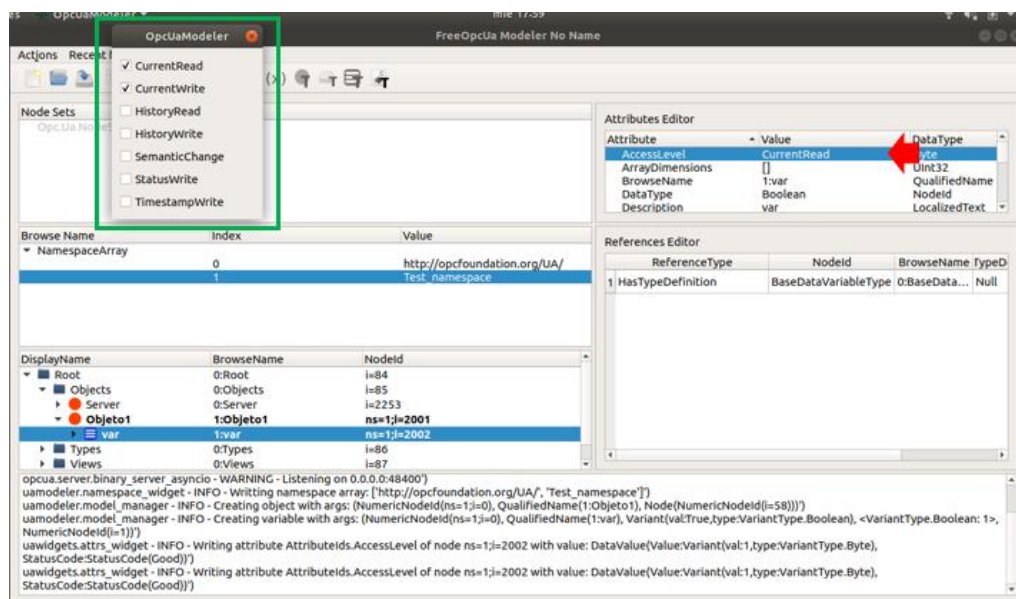 OpcUaModeler
mié 17:59
OpcUaModeler
FreeOpcUa Modeler No Name
Actions Recent
CurrentRead
CurrentWrite
HistoryRead
HistoryWrite
SemanticChange
StatusWrite
TimestampWrite
Node Sets
Attributes Editor
Attribute Value DataType
AccessLevel CurrentRead Byte
ArrayDimensions [] UInt32
BrowseName 1:var QualifiedName
DataType Boolean NodeId
Description var LocalizedText
Browse Name Index Value
NamespaceArray
0 http://opcfoundation.org/UA/
1 Test_namespace
References Editor
ReferenceType NodeId BrowseName TypeD
1 HasTypeDefinition BaseDataVariableType 0:BaseData... Null
DisplayName BrowseName NodeId
Root 0:Root i=84
Objects 0:Objects i=85
Server 0:Server i=2253
Objeto1 1:Objeto1 ns=1;i=2001
var 1:var ns=1;i=2002
Types 0:Types i=86
Views 0:Views i=87
opcua.server.binary_server_asyncio - WARNING - Listening on 0.0.0.0:48400')
uamodeler.namespace_widget - INFO - Writting namespace array: ['http://opcfoundation.org/UA/', 'Test_namespace']')
uamodeler.model_manager - INFO - Creating object with args: (NumericNodeId(ns=1;i=0), QualifiedName(1:Objeto1), Node(NumericNodeId(i=58)))')
uamodeler.model_manager - INFO - Creating variable with args: (NumericNodeId(ns=1;i=0), QualifiedName(1:var), Variant(val:True,type:VariantType.Boolean), <VariantType.Boolean: 1>,
NumericNodeId(i=1))')
uawidgets.attrs_widget - INFO - Writing attribute AttributeIds.AccessLevel of node ns=1;i=2002 with value: DataValue(Value:Variant(val:1,type:VariantType.Byte),
StatusCode:StatusCode(Good))')
uawidgets.attrs_widget - INFO - Writing attribute AttributeIds.AccessLevel of node ns=1;i=2002 with value: DataValue(Value:Variant(val:1,type:VariantType.Byte),
StatusCode:StatusCode(Good))')